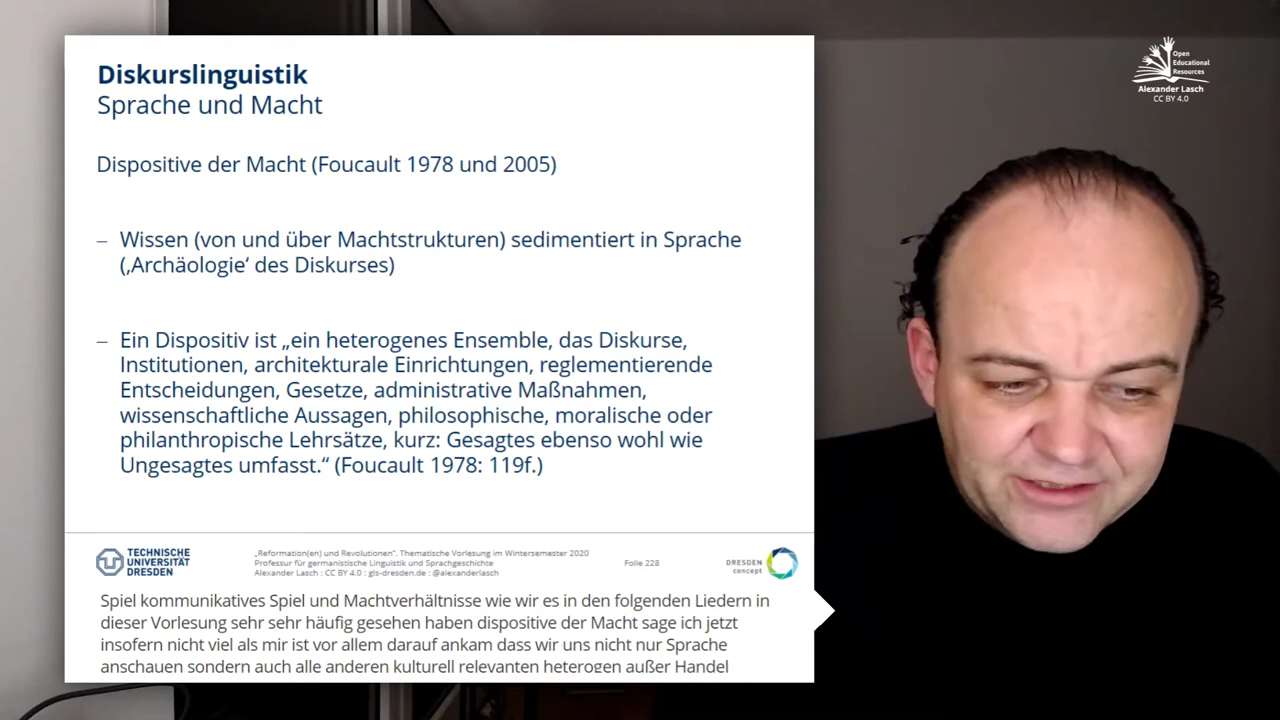 Diskurslinguistik
Sprache und Macht
Dispositive der Macht (Foucault 1978 und 2005)
– Wissen (von und über Machtstrukturen) sedimentiert in Sprache
(‚Archäologie‘ des Diskurses)
– Ein Dispositiv ist „ein heterogenes Ensemble, das Diskurse,
Institutionen, architekturale Einrichtungen, reglementierende
Entscheidungen, Gesetze, administrative Maßnahmen,
wissenschaftliche Aussagen, philosophische, moralische oder
philanthropische Lehrsätze, kurz: Gesagtes ebenso wohl wie
Ungesagtes umfasst.“ (Foucault 1978: 119f.)
TECHNISCHE
UNIVERSITÄT
DRESDEN
„Reformation(en) und Revolutionen“. Thematische Vorlesung im Wintersemester 2020
Professur für germanistische Linguistik und Sprachgeschichte
Alexander Lasch : CC BY 4.0 : gls-dresden.de : @alexanderlasch
Folie 228
DRESDEN
concept
Spiel kommunikatives Spiel und Machtverhältnisse wie wir es in den folgenden Liedern in
dieser Vorlesung sehr sehr häufig gesehen haben dispositive der Macht sage ich jetzt
insofern nicht viel als mir ist vor allem darauf ankam dass wir uns nicht nur Sprache
anschauen sondern auch alle anderen kulturell relevanten heterogen außer Handel
Open
Educational
Resources
Alexander Lasch
CC BY 4.0